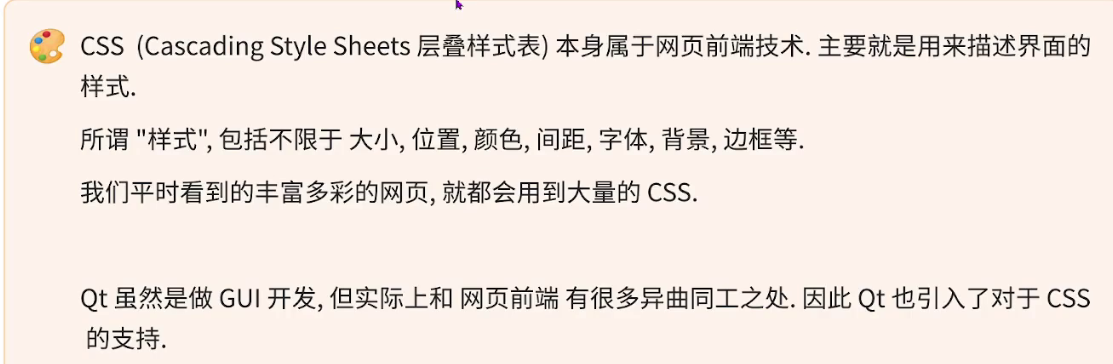 CSS (Cascading Style Sheets 层叠样式表) 本身属于网页前端技术. 主要就是用来描述界面的
样式.
所谓 "样式", 包括不限于 大小, 位置, 颜色, 间距, 字体, 背景, 边框等.
我们平时看到的丰富多彩的网页, 就都会用到大量的 CSS.
Qt 虽然是做 GUI 开发, 但实际上和 网页前端 有很多异曲同工之处. 因此 Qt 也引入了对于 CSS
的支持.